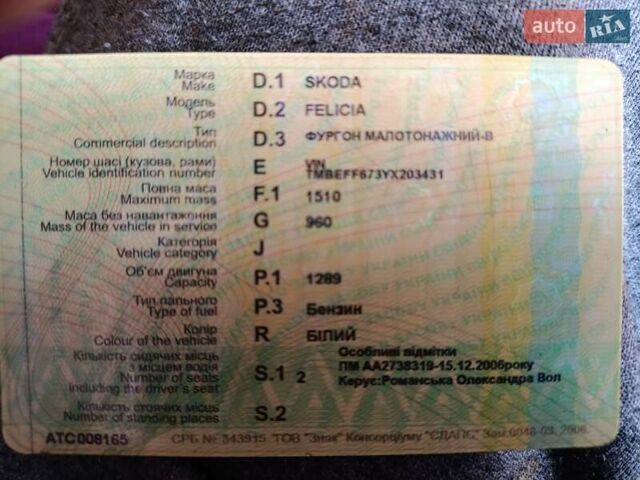 auto RIA
Марка
Make D.1 SKODA
Модель
Type D.2 FELICIA
Тип
Commercial description D.3 ФУРГОН МАЛОТОНАЖНИЙ-В
Номер шасі (кузова, рами)
Vehicle identification number E VIN
TMBEFF673YX203431
Повна маса
Maximum mass F.1 1510
Маса без навантаження
Mass of the vehicle in service G 960
Категорія
Vehicle category J
Об'єм двигуна
Capacity P.1 1289
Тип пального
Type of fuel P.3 Бензин
Колір
Colour of the vehicle R БІЛИЙ
Кількість сидячих місць
з місцем водія
Number of seats
including the driver's seat S.1 2
Особливі відмітки
ПМ АА2738319-15.12.2006року
Керує:Романська Олександра Вол
Кількість стоячих місць
Number of standing places S.2
АТС008165
СРБ № 343915 ТОВ "Знак" Консорціуму "ЄДАПС" Зам.0048-03, 2006.